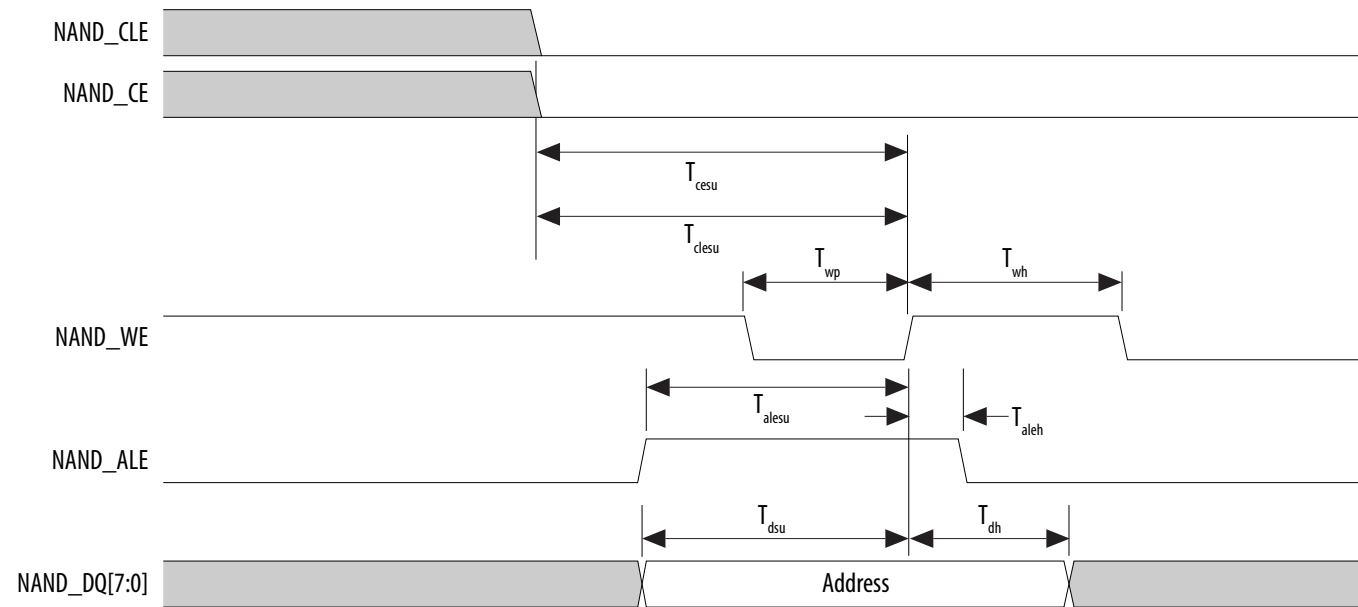 NAND_CLE
NAND_CE
Tcesu
Tclesu
Twp
Twh
NAND_WE
Talesu
Taleh
NAND_ALE
Tdsu
Tdh
NAND_DQ[7:0]
Address